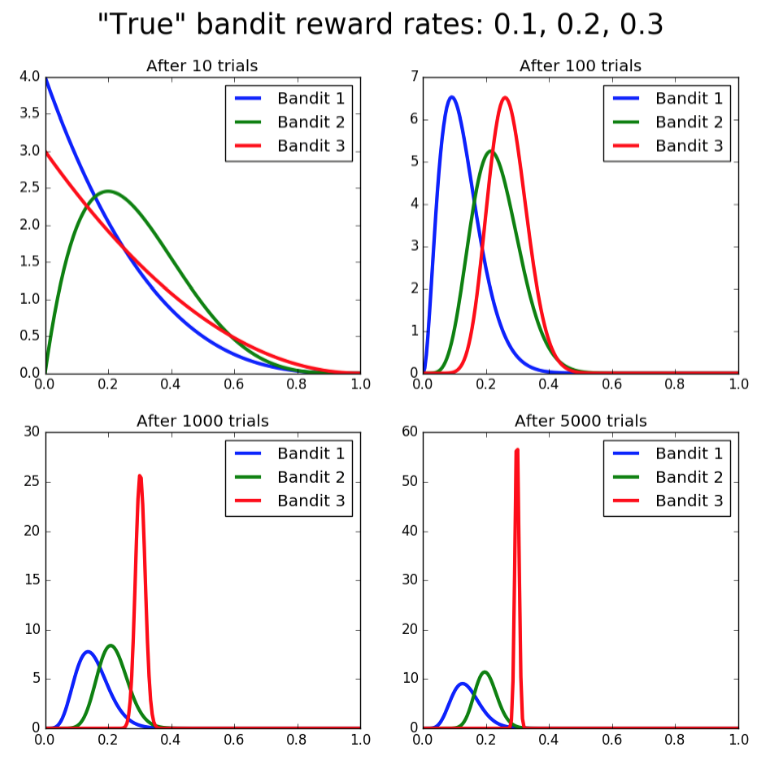 "True" bandit reward rates: 0.1, 0.2, 0.3
After 10 trials
4.0
3.5
3.0
2.5
2.0
1.5
1.0
0.5
0.0
0.0 0.2 0.4 0.6 0.8 1.0
Bandit 1
Bandit 2
Bandit 3
After 100 trials
7
6
5
4
3
2
1
0
0.0 0.2 0.4 0.6 0.8 1.0
Bandit 1
Bandit 2
Bandit 3
After 1000 trials
30
25
20
15
10
5
0
0.0 0.2 0.4 0.6 0.8 1.0
Bandit 1
Bandit 2
Bandit 3
After 5000 trials
60
50
40
30
20
10
0
0.0 0.2 0.4 0.6 0.8 1.0
Bandit 1
Bandit 2
Bandit 3